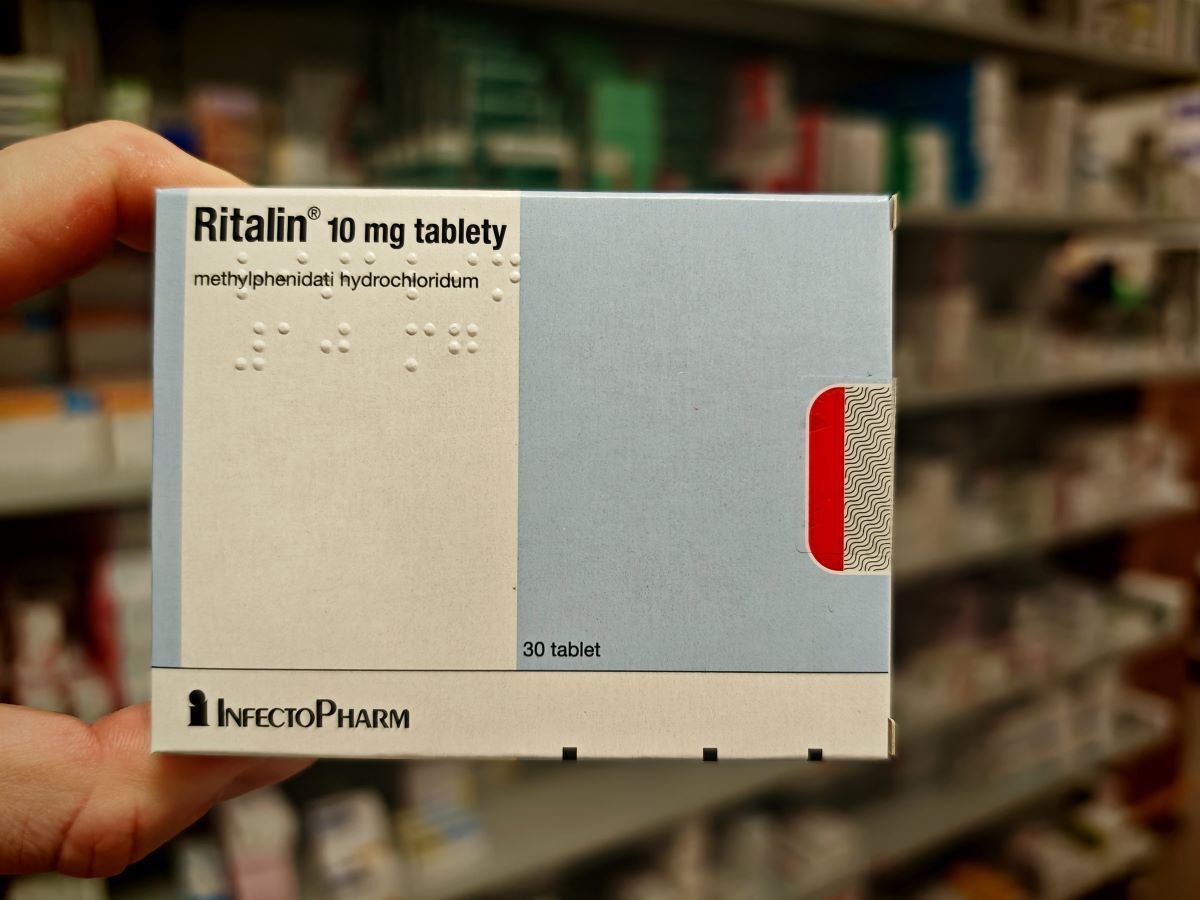 Ritalin® 10 mg tablety
methylphenidati hydrochloridum
30 tablet
INFECTOPHARM